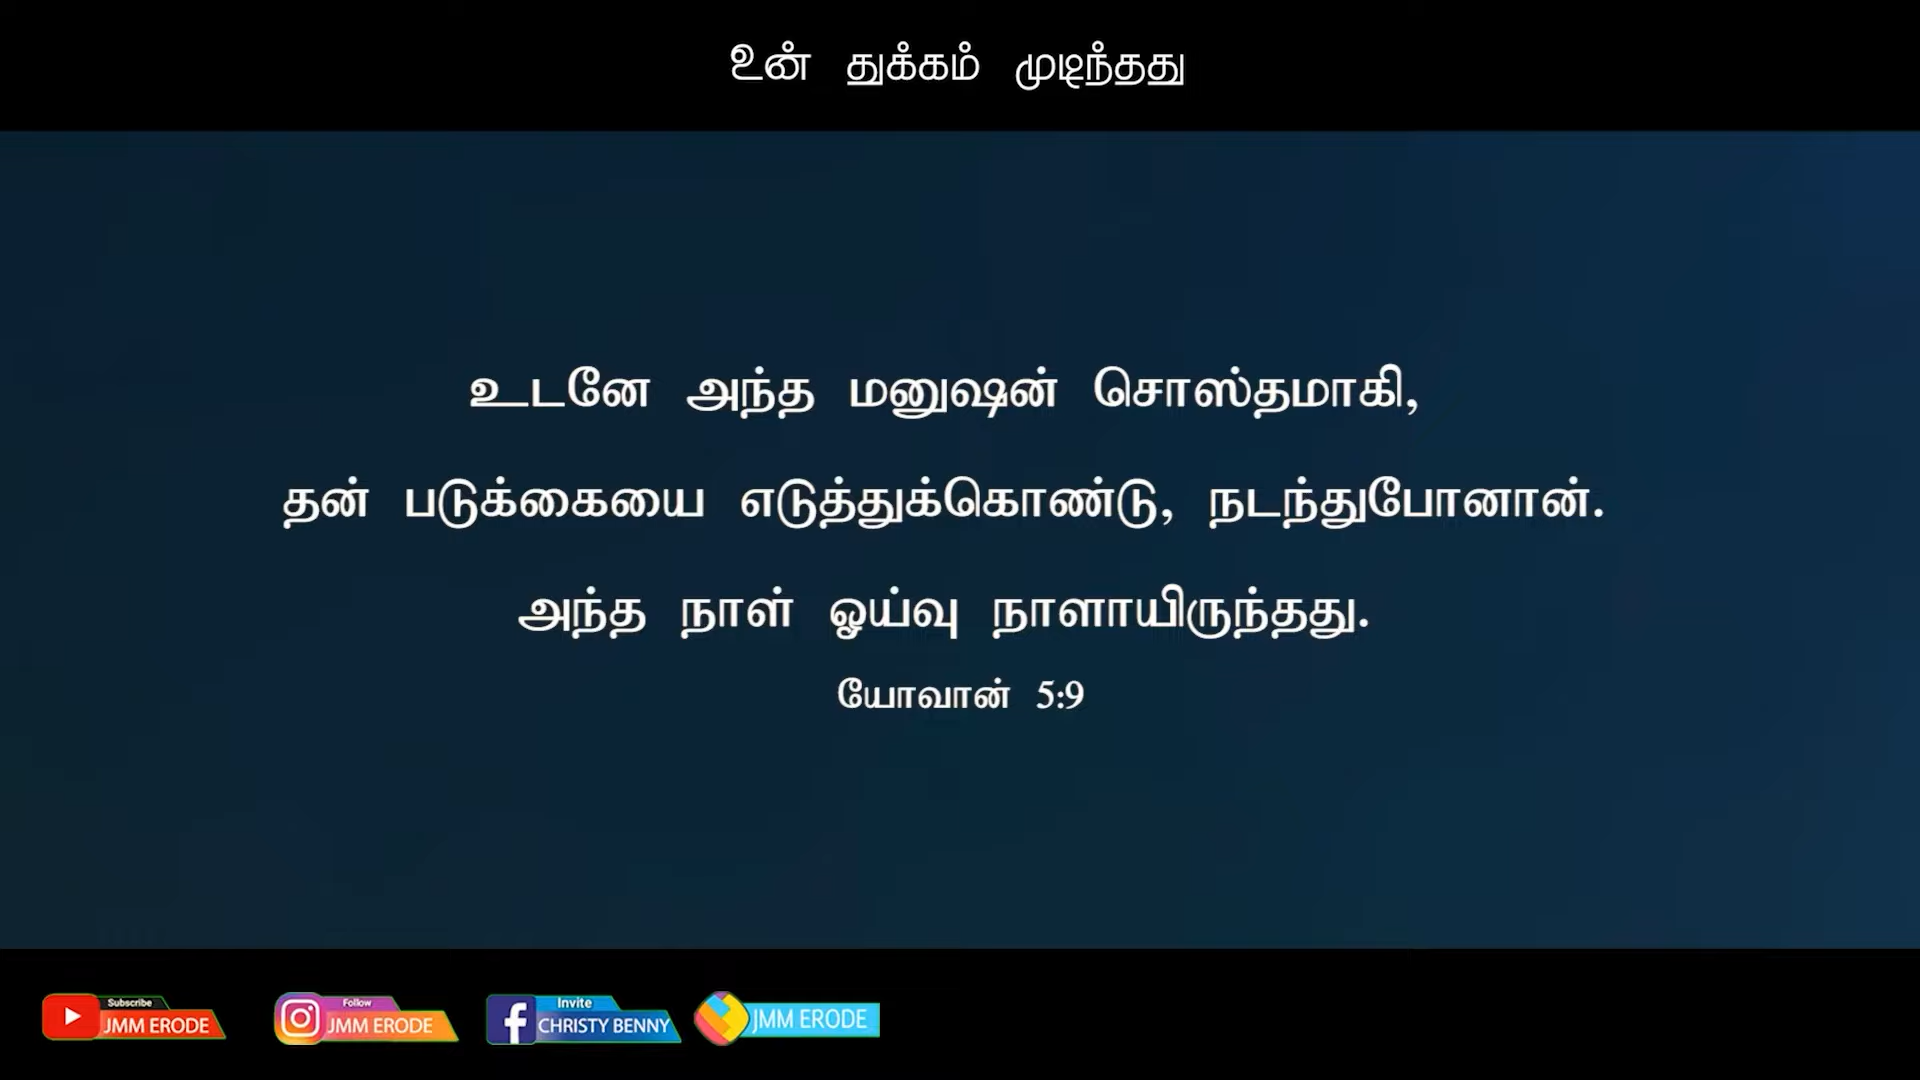 உன் துக்கம் முடிந்தது
உடனே அந்த மனுஷன் சொஸ்தமாகி,
தன் படுக்கையை எடுத்துக்கொண்டு, நடந்துபோனான்.
அந்த நாள் ஓய்வு நாளாயிருந்தது.
யோவான் 5:9
Subscribe
JMM ERODE
Follow
JMM ERODE
Invite
CHRISTY BENNY
JMM ERODE